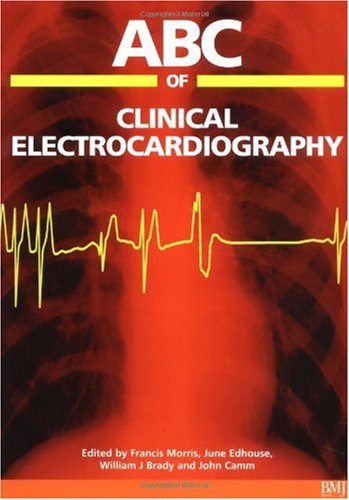 ABC
OF
CLINICAL
ELECTROCARDIOGRAPHY
Edited by Francis Morris, June Edhouse,
William J Brady and John Camm
BMJ